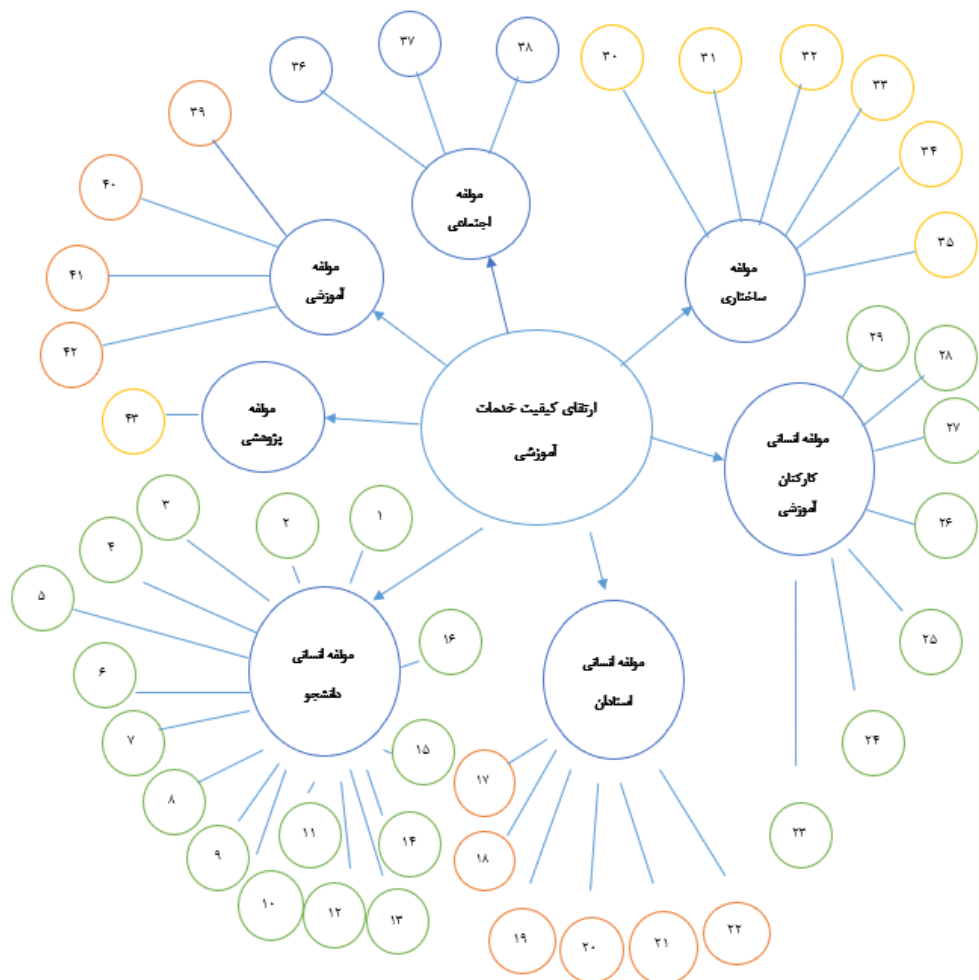 ۳۸
۳۷
۳۶
۳۰
۳۱
۳۲
۳۳
۳۴
۳۵
مولفه
ساختاری
مولفه
اجتماعی
۳۹
۴۰
۴۱
۴۲
مولفه
آموزشی
ارتقای کیقیت خدمات
آموزشی
مولفه
پژوهشی
۴۳
۲۹
۲۸
۲۷
۲۶
۲۵
۲۴
۲۳
مولفه انسانی
کارکنان
آموزشی
مولفه انسانی
استادان
۱۷
۱۸
۱۹
۲۰
۲۱
۲۲
مولفه انسانی
دانشجو
۱
۲
۳
۴
۵
۶
۷
۸
۹
۱۰
۱۱
۱۲
۱۳
۱۴
۱۵
۱۶